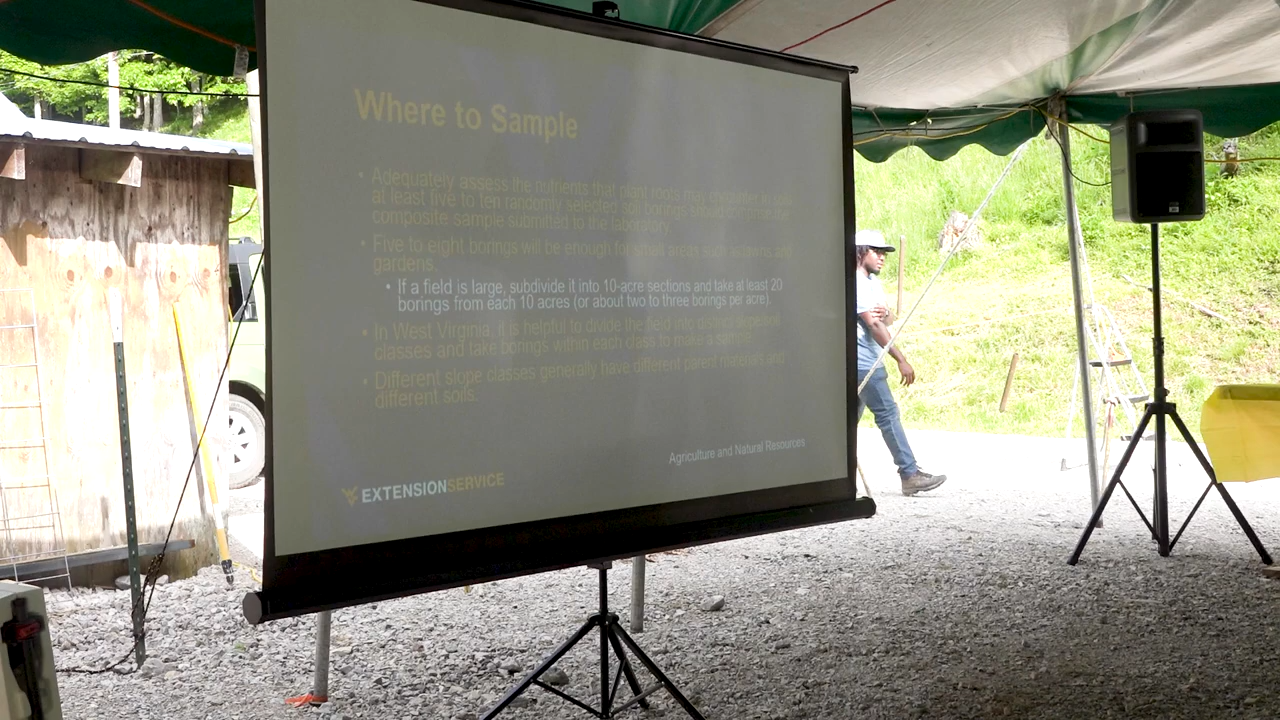 Where to Sample
• Adequately assess the nutrients that plant roots may encounter in soil
at least five to ten randomly selected soil borings should comprise the
composite sample submitted to the laboratory.
• Five to eight borings will be enough for small areas such as lawns and
gardens.
• If a field is large, subdivide it into 10-acre sections and take at least 20
borings from each 10 acres (or about two to three borings per acre).
• In West Virginia, it is helpful to divide the field into distinct slope
classes and take borings within each class to make a sample.
• Different slope classes generally have different parent materials and
different soils.
Agriculture and Natural Resources
EXTENSIONSERVICE